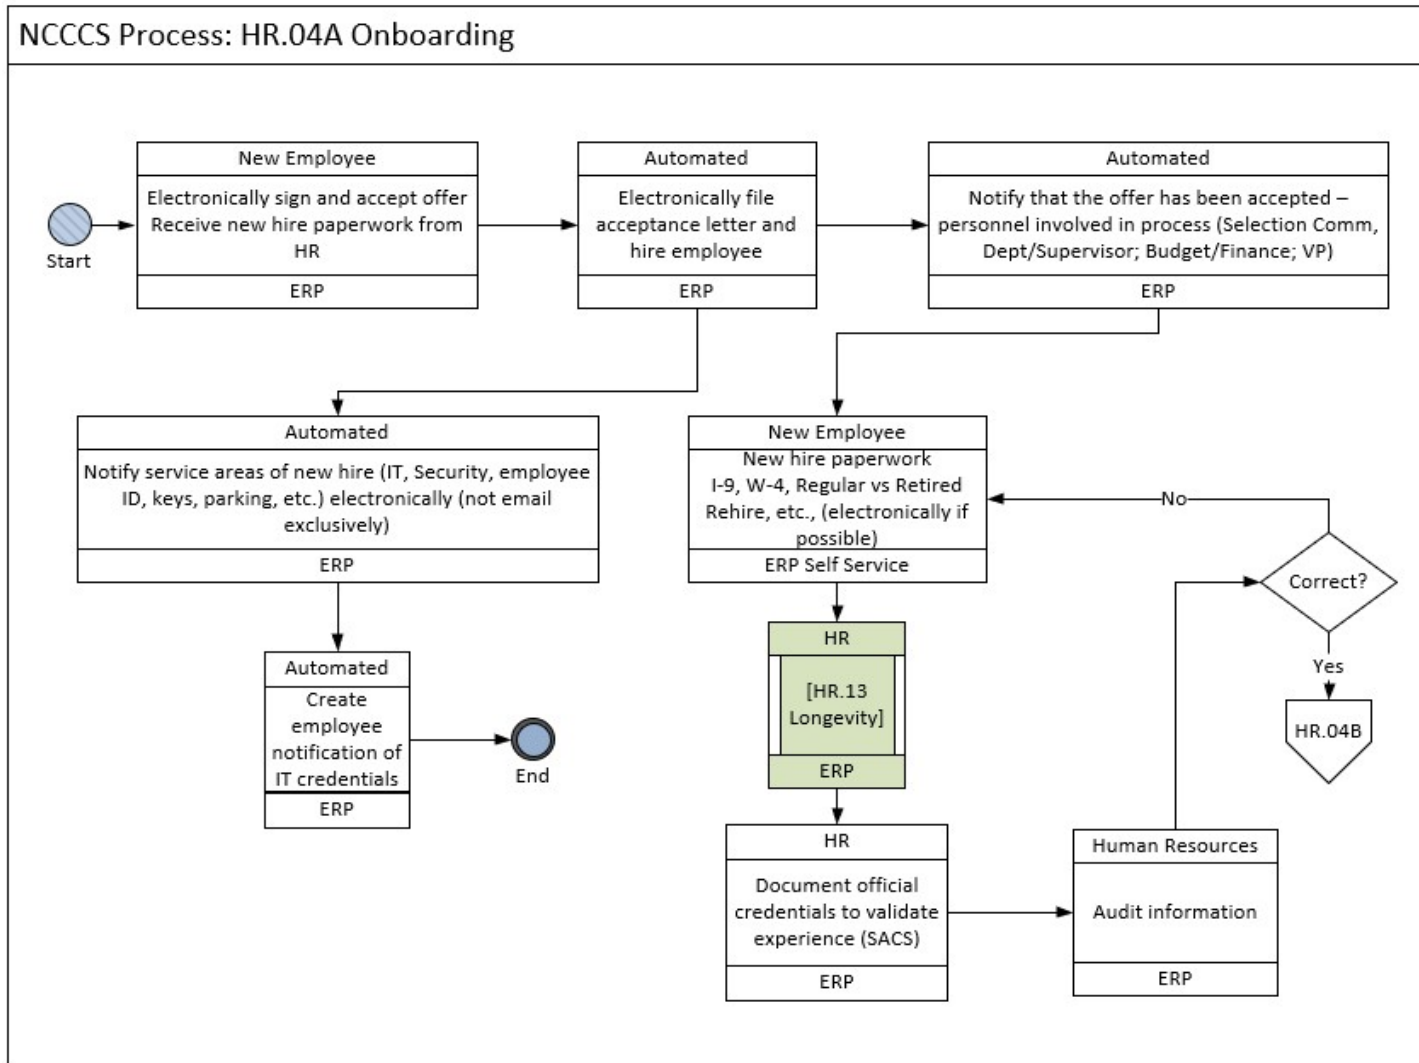 NCCCS Process: HR.04A Onboarding
Start
New Employee
Electronically sign and accept offer
Receive new hire paperwork from
HR
ERP
Automated
Electronically file
acceptance letter and
hire employee
ERP
Automated
Notify that the offer has been accepted –
personnel involved in process (Selection Comm,
Dept/Supervisor; Budget/Finance; VP)
ERP
Automated
Notify service areas of new hire (IT, Security, employee
ID, keys, parking, etc.) electronically (not email
exclusively)
ERP
Automated
Create
employee
notification of
IT credentials
ERP
End
New Employee
New hire paperwork
I-9, W-4, Regular vs Retired
Rehire, etc., (electronically if
possible)
ERP Self Service
HR
[HR.13
Longevity]
ERP
HR
Document official
credentials to validate
experience (SACS)
ERP
Human Resources
Audit information
ERP
Correct?
No
Yes
HR.04B